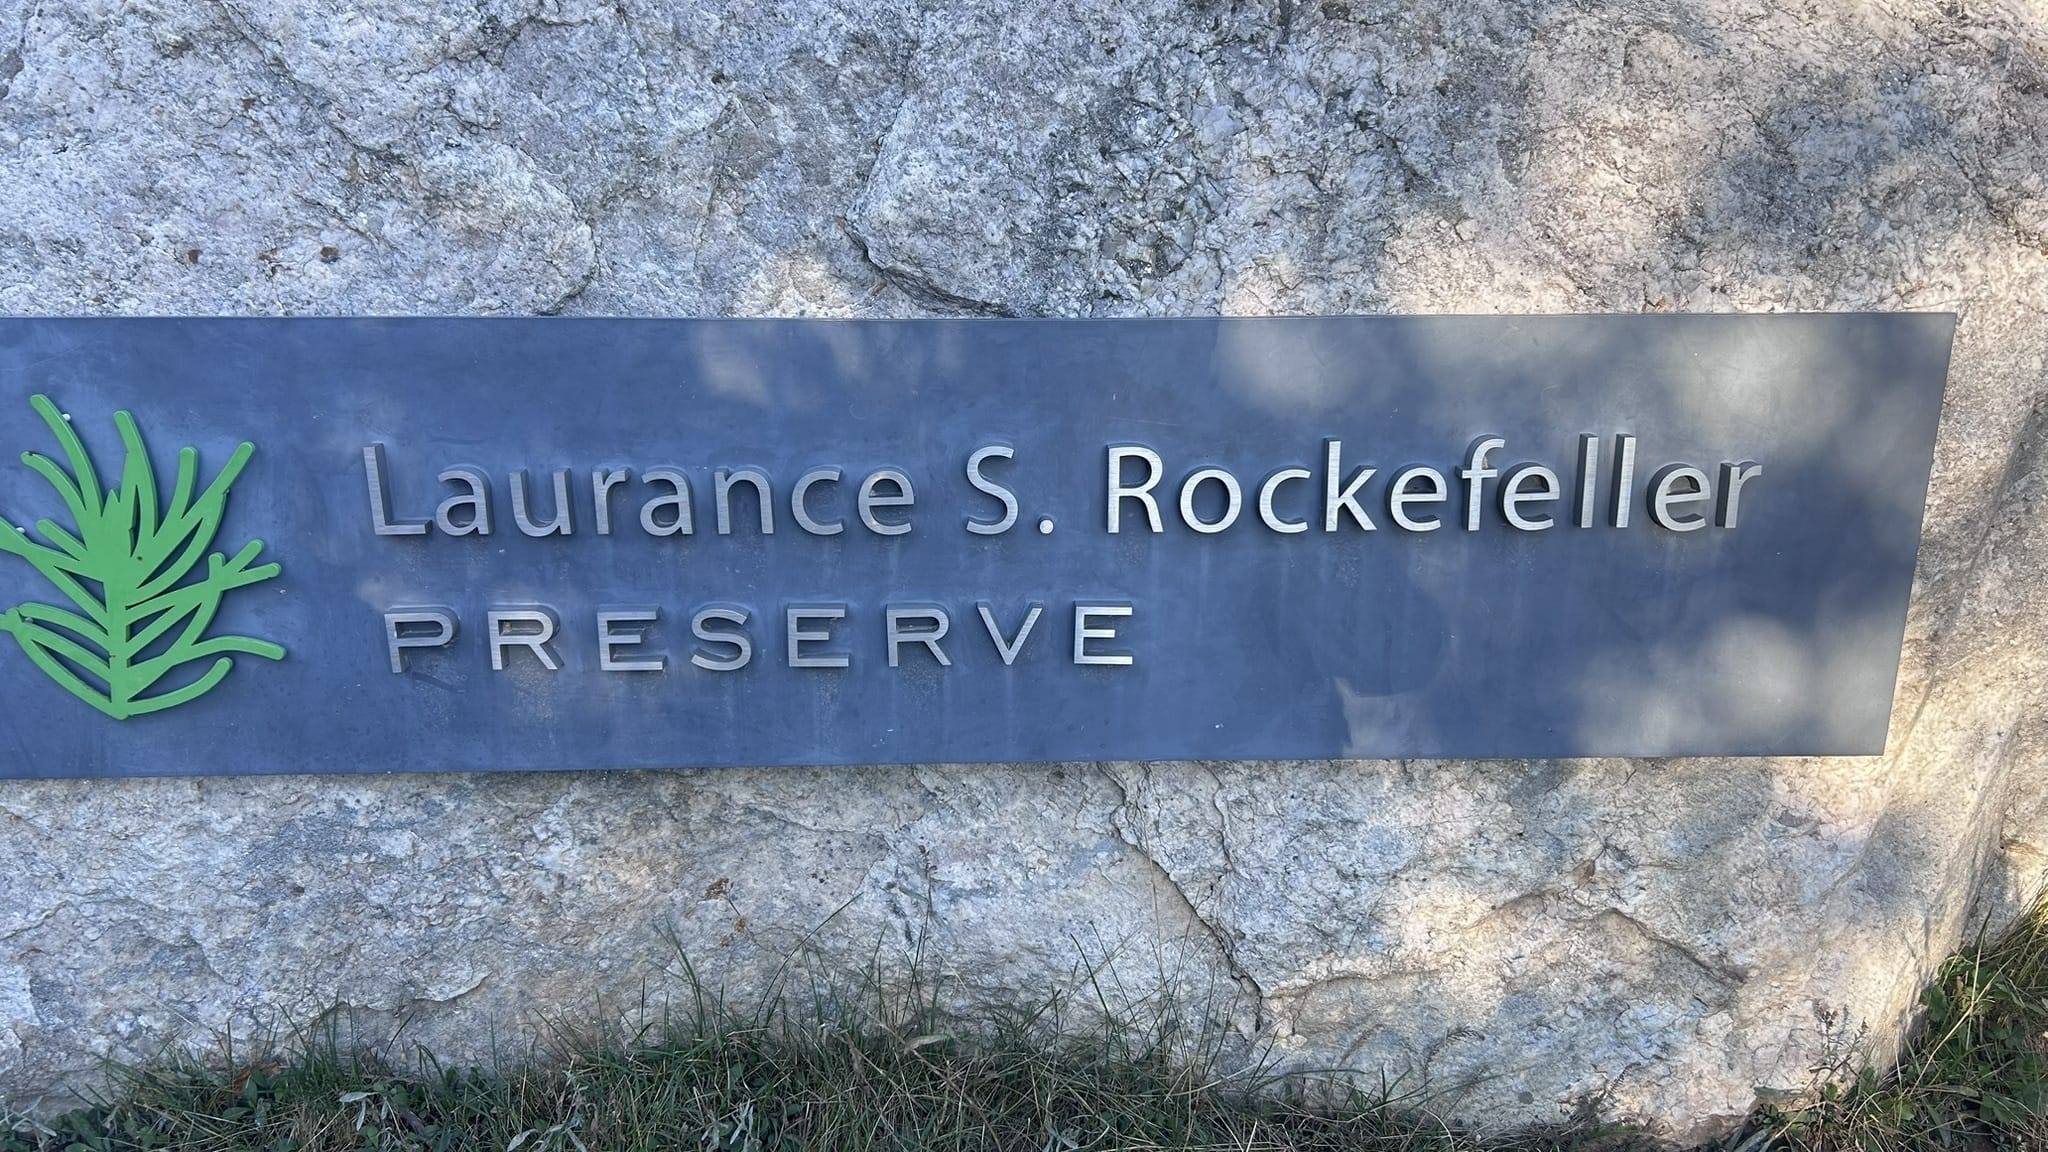 Laurance S. Rockefeller
PRESERVE